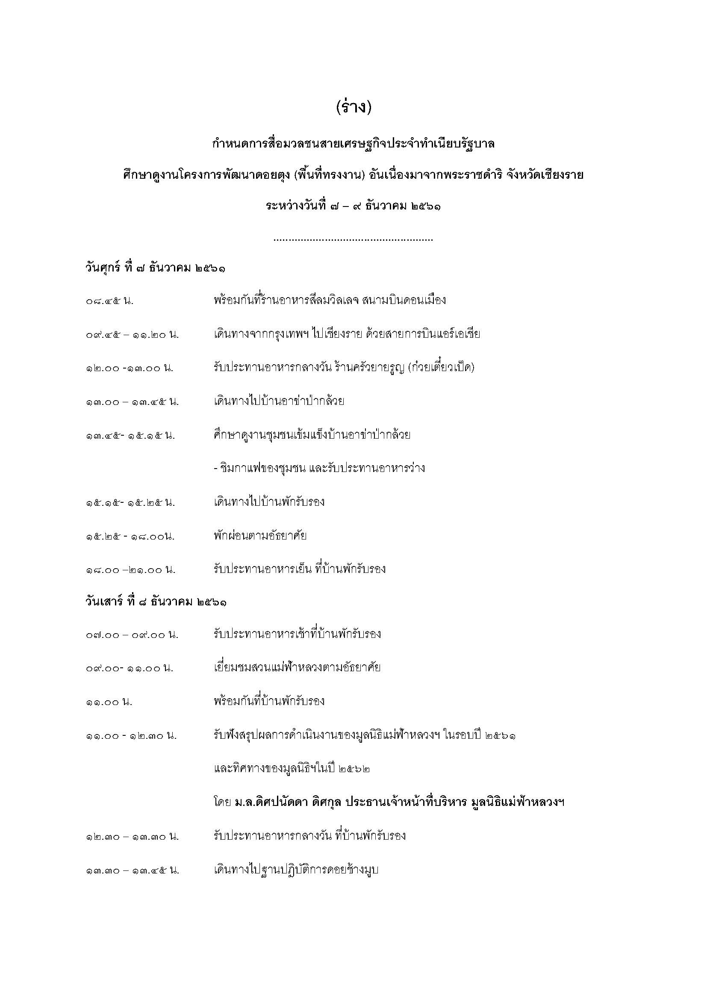 (ร่าง)
กำหนดการสื่อมวลชนสายเศรษฐกิจประจำทำเนียบรัฐบาล
ศึกษาดูงานโครงการพัฒนาดอยตุง (พื้นที่ทรงงาน) อันเนื่องมาจากพระราชดำริ จังหวัดเชียงราย
ระหว่างวันที่ ๗ – ๙ ธันวาคม ๒๕๖๑
.....................................................
วันศุกร์ ที่ ๗ ธันวาคม ๒๕๖๑
๐๘.๔๕ น. พร้อมกันที่ร้านอาหารสีลมวิลเลจ สนามบินดอนเมือง
๐๙.๔๕ – ๑๑.๒๐ น. เดินทางจากกรุงเทพฯ ไปเชียงราย ด้วยสายการบินแอร์เอเชีย
๑๒.๐๐ -๑๓.๐๐ น. รับประทานอาหารกลางวัน ร้านครัวยายรูญ (ก๋วยเตี๋ยวเป็ด)
๑๓.๐๐ – ๑๓.๔๕ น. เดินทางไปบ้านอาข่าป่ากล้วย
๑๓.๔๕- ๑๕.๑๕ น. ศึกษาดูงานชุมชนเข้มแข็งบ้านอาข่าป่ากล้วย
- ชิมกาแฟของชุมชน และรับประทานอาหารว่าง
๑๕.๑๕- ๑๕.๒๕ น. เดินทางไปบ้านพักรับรอง
๑๕.๒๕ - ๑๘.๐๐น. พักผ่อนตามอัธยาศัย
๑๘.๐๐ –๒๑.๐๐ น. รับประทานอาหารเย็น ที่บ้านพักรับรอง
วันเสาร์ ที่ ๘ ธันวาคม ๒๕๖๑
๐๗.๐๐ – ๐๙.๐๐ น. รับประทานอาหารเช้าที่บ้านพักรับรอง
๐๙.๐๐- ๑๑.๐๐ น. เยี่ยมชมสวนแม่ฟ้าหลวงตามอัธยาศัย
๑๑.๐๐ น. พร้อมกันที่บ้านพักรับรอง
๑๑.๐๐ - ๑๒.๓๐ น. รับฟังสรุปผลการดำเนินงานของมูลนิธิแม่ฟ้าหลวงฯ ในรอบปี ๒๕๖๑
และทิศทางของมูลนิธิฯในปี ๒๕๖๒
โดย ม.ล.ดิศปนัดดา ดิศกุล ประธานเจ้าหน้าที่บริหาร มูลนิธิแม่ฟ้าหลวงฯ
๑๒.๓๐ – ๑๓.๓๐ น. รับประทานอาหารกลางวัน ที่บ้านพักรับรอง
๑๓.๓๐ – ๑๓.๔๕ น. เดินทางไปฐานปฏิบัติการดอยช้างมูบ